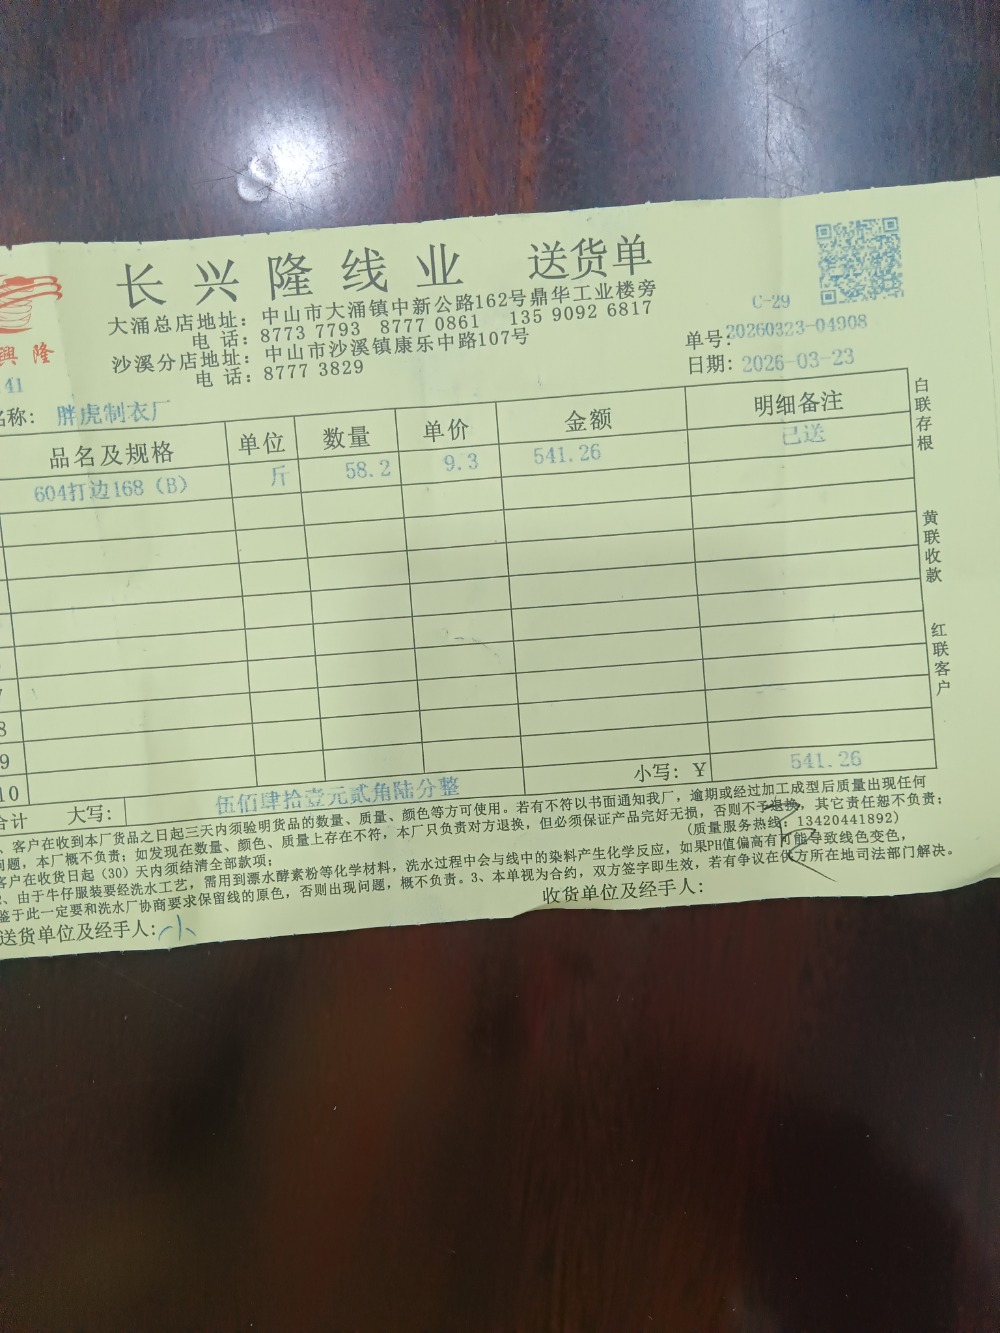 長兴隆线业 送货单
C-29
大涌总店地址：中山市大涌镇中新公路162号鼎华工业楼旁
电 话：8773 7793 8777 0861 135 9092 6817
单号：20260323-04908
沙溪分店地址：中山市沙溪镇康乐中路107号
电 话：8777 3829
日期：2026-03-23
興 隆
41
名称：胖虎制衣厂
品名及规格 单位 数量 单价 金额 明细备注
604打边168（B） 斤 58.2 9.3 541.26 已送
7
8
9
10
合计 大写： 伍佰肆拾壹元贰角陆分整 小写：￥ 541.26
、客户在收到本厂货品之日起三天内须验明货品的数量、质量、颜色等方可使用。若有不符以书面通知我厂，逾期或经过加工成型后质量出现任何
问题，本厂概不负责；如发现在数量、颜色、质量上存在不符，本厂只负责对方退换，但必须保证产品完好无损，否则不予退换，其它责任恕不负责；
客户在收货日起（30）天内须结清全部款项；
(质量服务热线：13420441892)
2、由于牛仔服装要经洗水工艺，需用到漂水酵素粉等化学材料，洗水过程中会与线中的染料产生化学反应，如果PH值偏高有可能导致线色变色，
鉴于此一定要和洗水厂协商要求保留线的原色，否则出现问题，概不负责。3、本单视为合约，双方签字即生效，若有争议在供方所在地司法部门解决。
送货单位及经手人：小
收货单位及经手人：
白联存根
黄联收款
红联客户